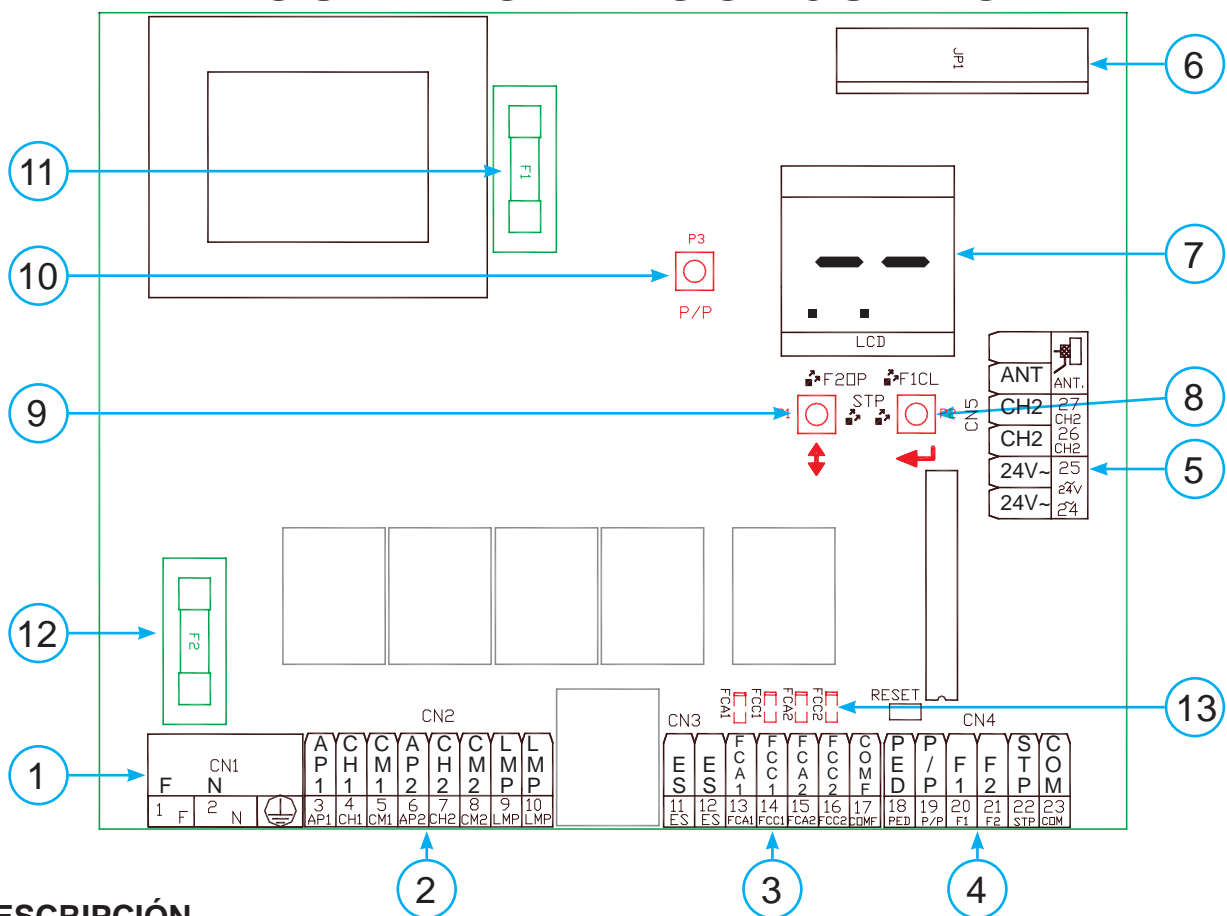 JP1
6
11
F1
P3
10
P/P
7
LCD
F2OP
F1CL
STP
P1
P2
9
8
CN5
ANT
ANT.
CH2
27
CH2
CH2
26
CH2
24V~
25
24V
24V~
24
5
12
F2
FCA1
FCC1
FCA2
FCC2
RESET
13
CN1
F N
1 F 2 N
1
CN2
AP1 CH1 CM1 AP2 CH2 CM2 LMP LMP
3 4 5 6 7 8 9 10
AP1 CH1 CM1 AP2 CH2 CM2 LMP LMP
2
CN3
ES ES FCA1 FCC1 FCA2 FCC2 COMF
11 12 13 14 15 16 17
ES ES FCA1 FCC1 FCA2 FCC2 COMF
3
CN4
PED P/P F1 F2 STP COM
18 19 20 21 22 23
PED P/P F1 F2 STP COM
4
ESCRIPCIÓN